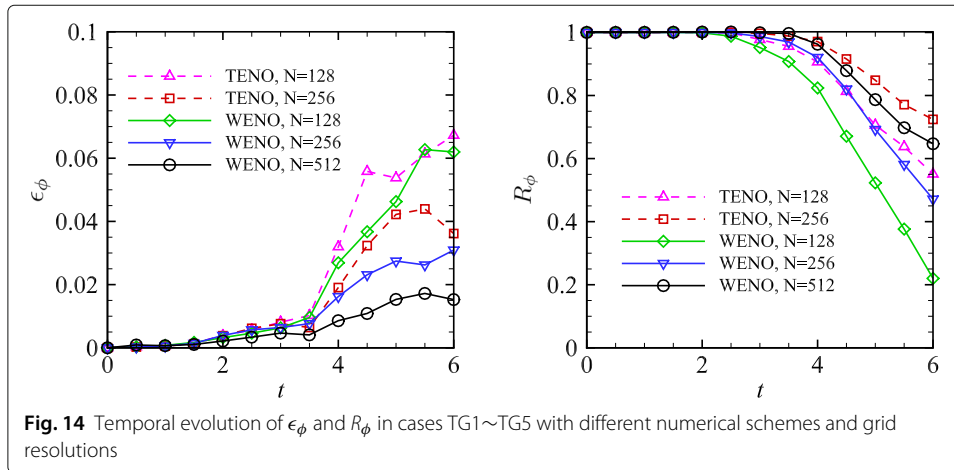 0.1
0.08
0.06
0.04
0.02
0
ϵϕ
TENO, N=128
TENO, N=256
WENO, N=128
WENO, N=256
WENO, N=512
0 2 4 6
t
1
0.8
0.6
0.4
0.2
0
Rϕ
TENO, N=128
TENO, N=256
WENO, N=128
WENO, N=256
WENO, N=512
0 2 4 6
t
Fig. 14 Temporal evolution of ϵϕ and Rϕ in cases TG1∼TG5 with different numerical schemes and grid
resolutions